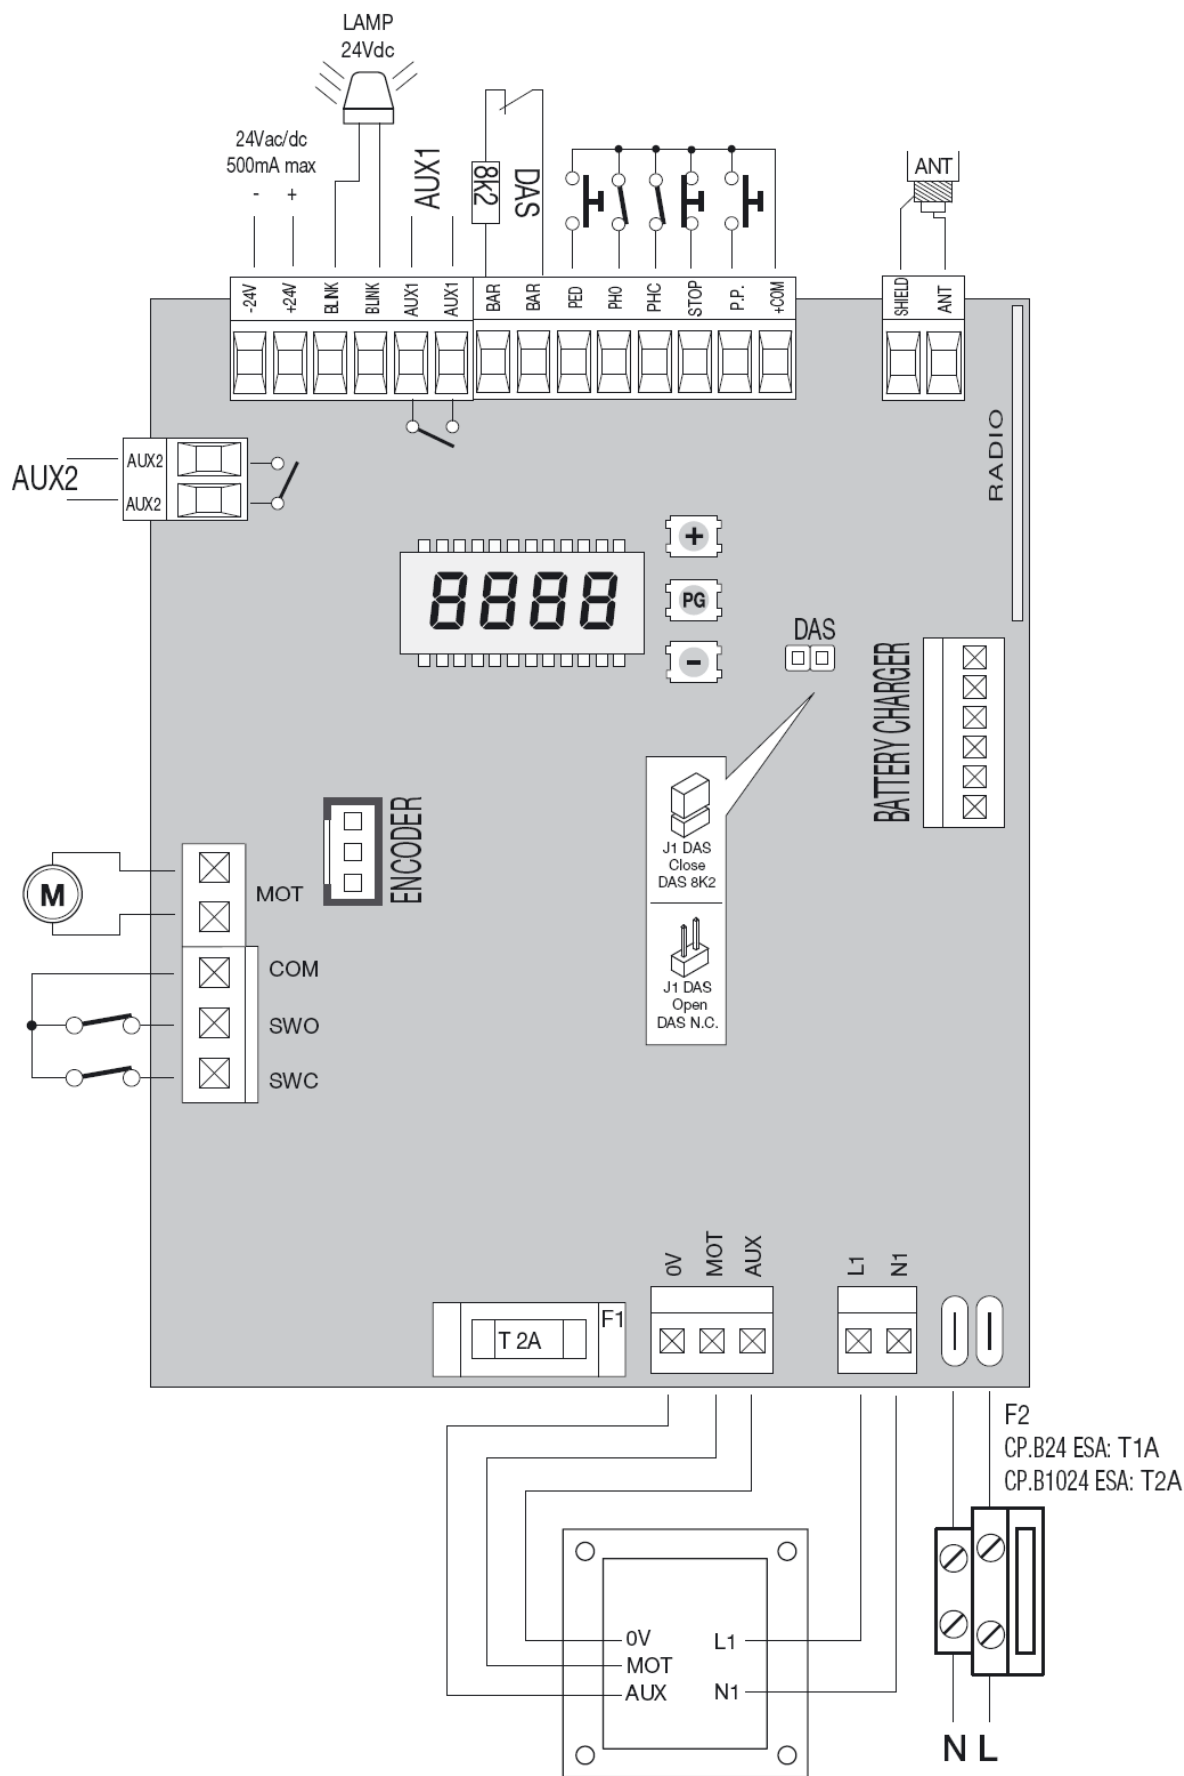 LAMP
24Vdc
24Vac/dc
500mA max
- +
AUX1
8k2
DAS
ANT
-24V
+24V
BLINK
BLINK
AUX1
AUX1
BAR
BAR
PED
PHO
PHC
STOP
P.P.
+COM
SHIELD
ANT
RADIO
AUX2
AUX2
AUX2
8888
+
PG
-
DAS
BATTERY CHARGER
J1 DAS
Close
DAS 8K2
J1 DAS
Open
DAS N.C.
ENCODER
M
MOT
COM
SWO
SWC
0V
MOT
AUX
L1
N1
T 2A
F1
F2
CP.B24 ESA: T1A
CP.B1024 ESA: T2A
0V
MOT
AUX
L1
N1
N L